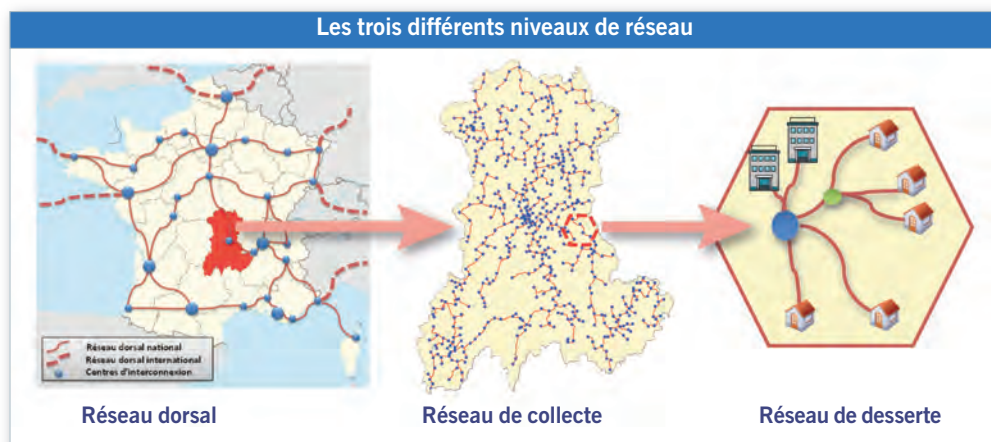 Les trois différents niveaux de réseau
Réseau dorsal national
Réseau dorsal international
Centres d'interconnexion
Réseau dorsal
Réseau de collecte
Réseau de desserte